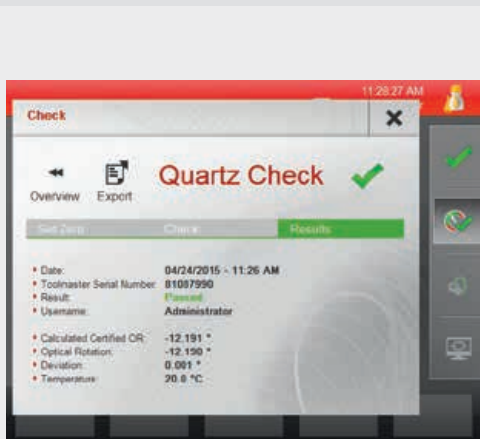 11:28:27 AM
Check
Overview
Export
Quartz Check
Set Zero
Check
Results
Date: 04/24/2015 - 11:26 AM
Toolmaster Serial Number: 81087990
Result: Passed
Username: Administrator
Calculated Certified OR: -12.191 °
Optical Rotation: -12.190 °
Deviation: 0.001 °
Temperature: 20.0 °C